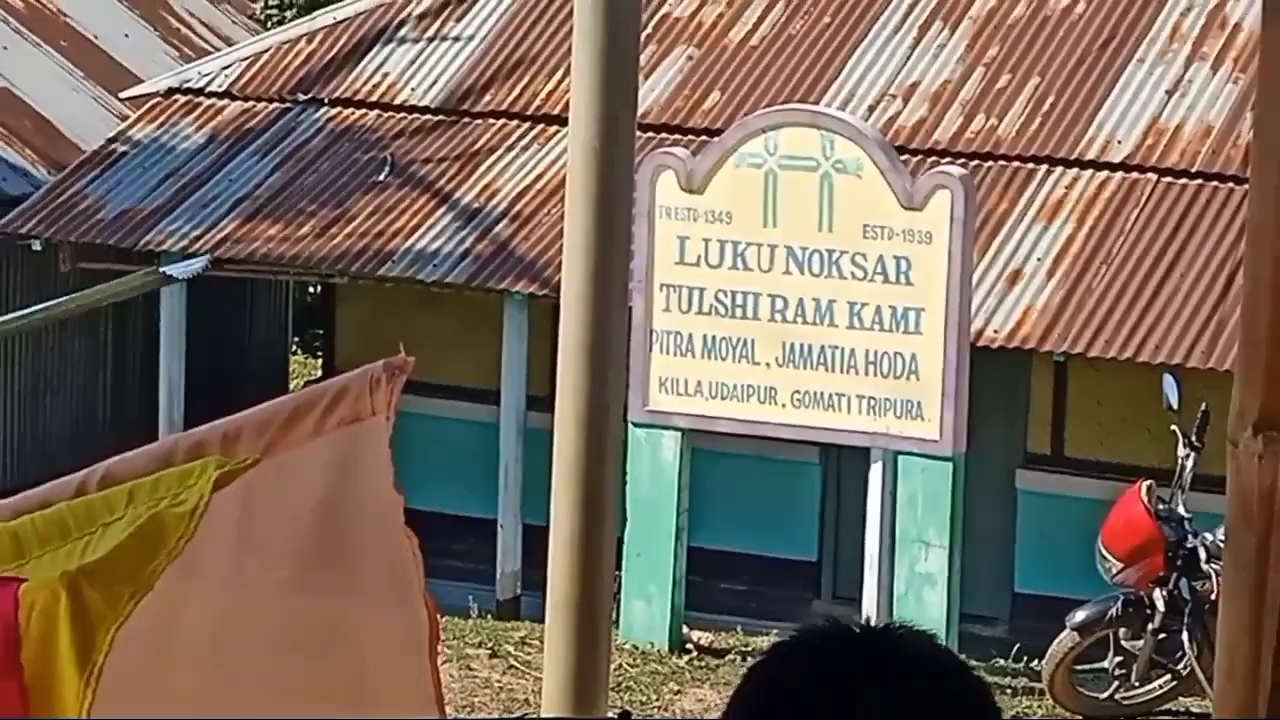 TR ESTD-1349
ESTD-1939
LUKU NOKSAR
TULSHI RAM KAMI
PITRA MOYAL, JAMATIA HODA
KILLA, UDAIPUR. GOMATI TRIPURA.